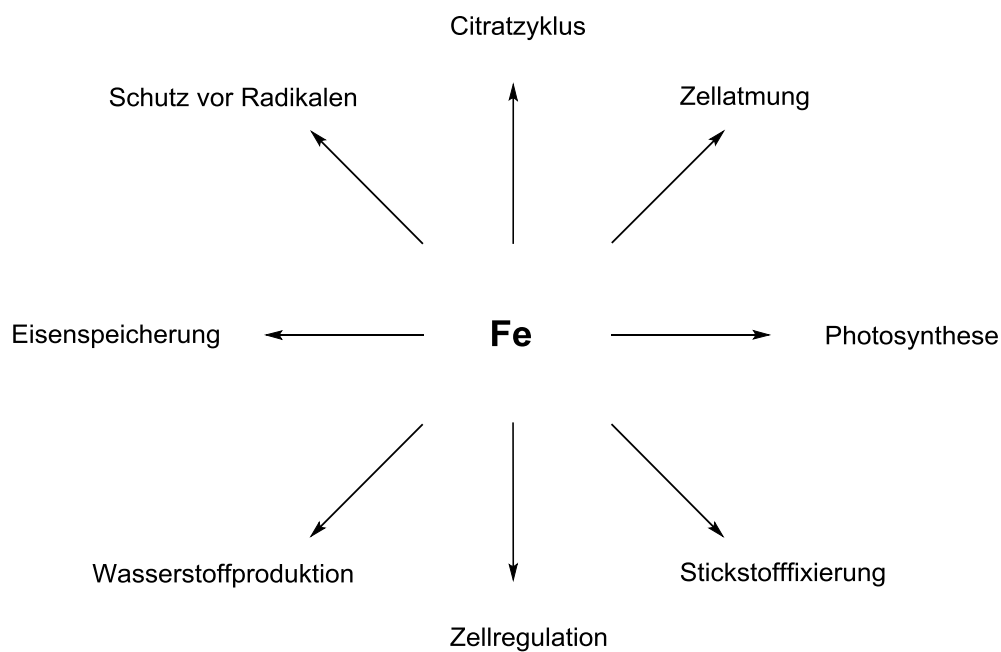 Citratzyklus
Schutz vor Radikalen
Zellatmung
Eisenspeicherung
Fe
Photosynthese
Wasserstoffproduktion
Stickstofffixierung
Zellregulation